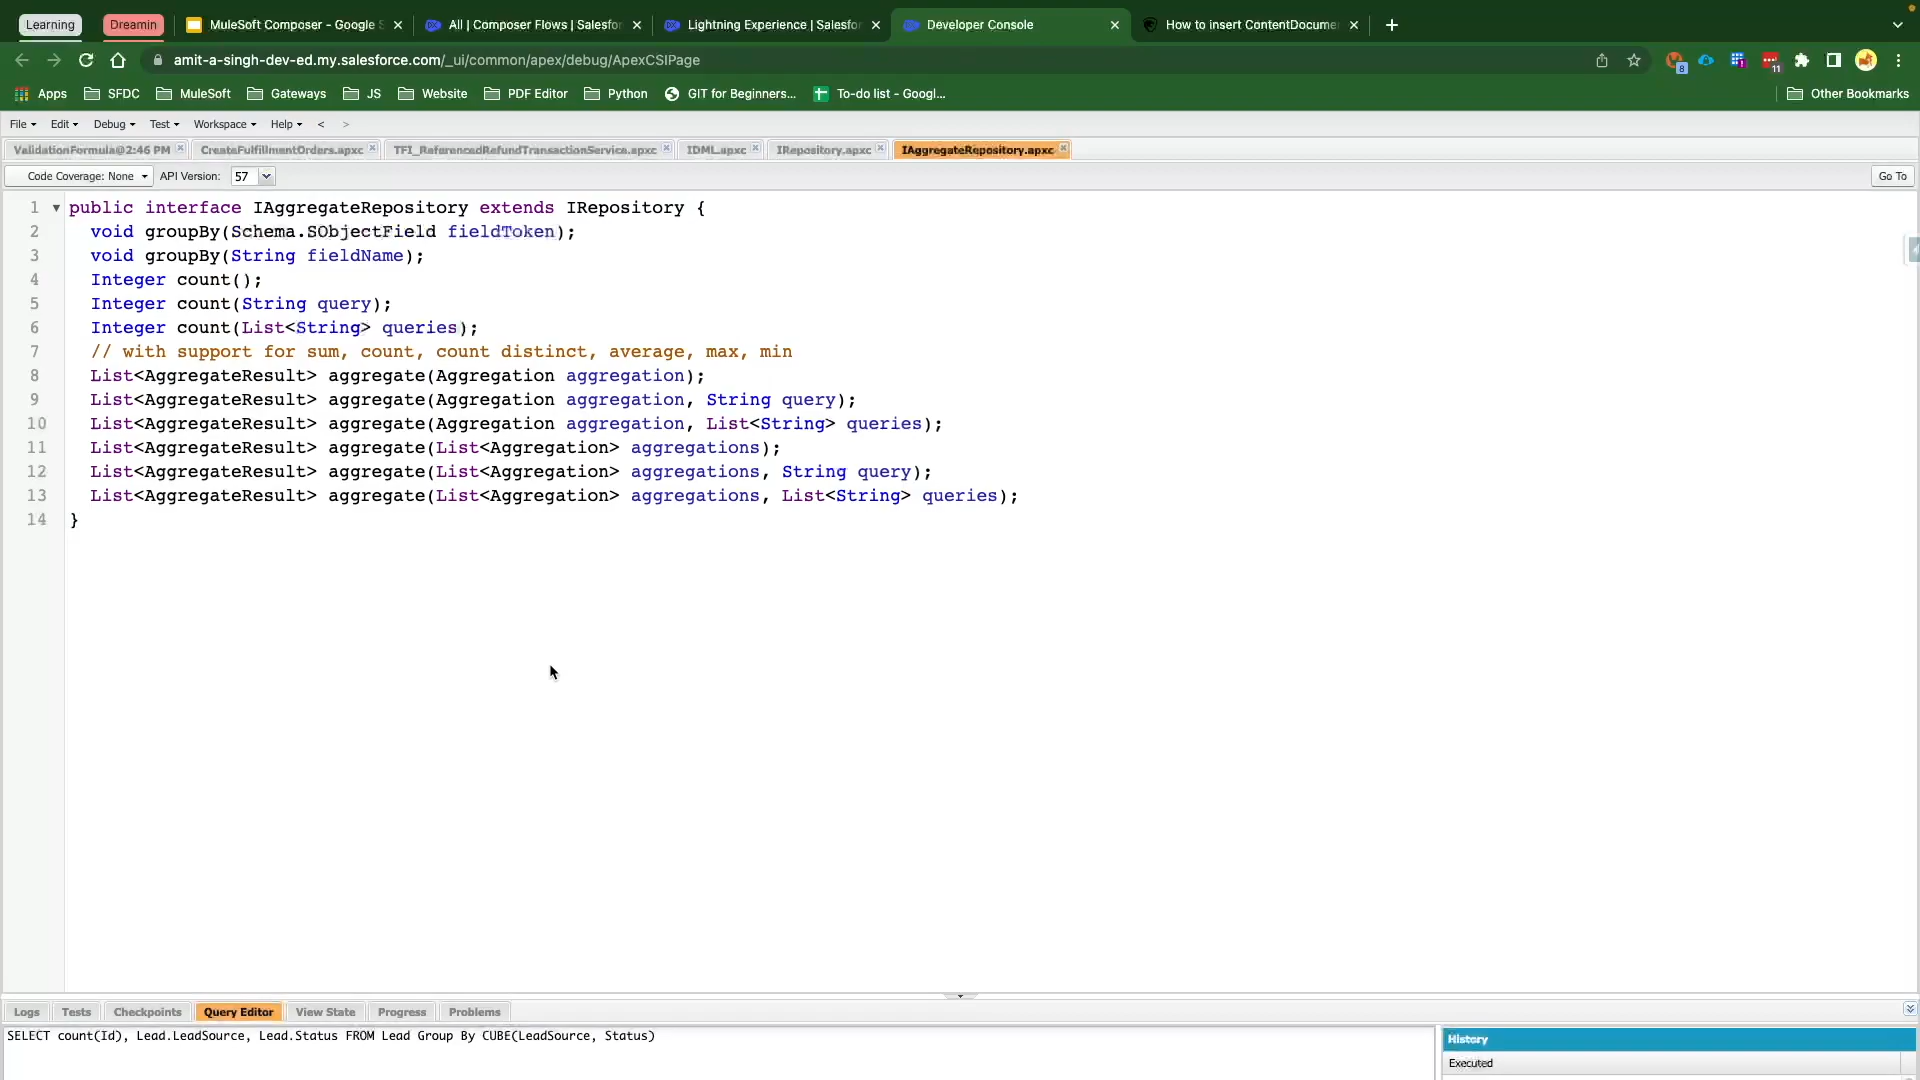 Learning
Dreamin
MuleSoft Composer - Google S
All | Composer Flows | Salesfor
Lightning Experience | Salesfor
Developer Console
How to insert ContentDocume
amit-a-singh-dev-ed.my.salesforce.com/_ui/common/apex/debug/ApexCSIPage
8
1
11
Apps
SFDC
MuleSoft
Gateways
JS
Website
PDF Editor
Python
GIT for Beginners...
To-do list - Googl...
Other Bookmarks
File
Edit
Debug
Test
Workspace
Help
<
>
ValidationFormula@2:46 PM
CreateFulfillmentOrders.apxc
TFI_ReferencedRefundTransactionService.apxc
IDML.apxc
IRepository.apxc
IAggregateRepository.apxc
Code Coverage: None
API Version:
57
Go To
1 public interface IAggregateRepository extends IRepository {
2 void groupBy(Schema.SObjectField fieldToken);
3 void groupBy(String fieldName);
4 Integer count();
5 Integer count(String query);
6 Integer count(List<String> queries);
7 // with support for sum, count, count distinct, average, max, min
8 List<AggregateResult> aggregate(Aggregation aggregation);
9 List<AggregateResult> aggregate(Aggregation aggregation, String query);
10 List<AggregateResult> aggregate(Aggregation aggregation, List<String> queries);
11 List<AggregateResult> aggregate(List<Aggregation> aggregations);
12 List<AggregateResult> aggregate(List<Aggregation> aggregations, String query);
13 List<AggregateResult> aggregate(List<Aggregation> aggregations, List<String> queries);
14 }
Logs
Tests
Checkpoints
Query Editor
View State
Progress
Problems
SELECT count(Id), Lead.LeadSource, Lead.Status FROM Lead Group By CUBE(LeadSource, Status)
History
Executed